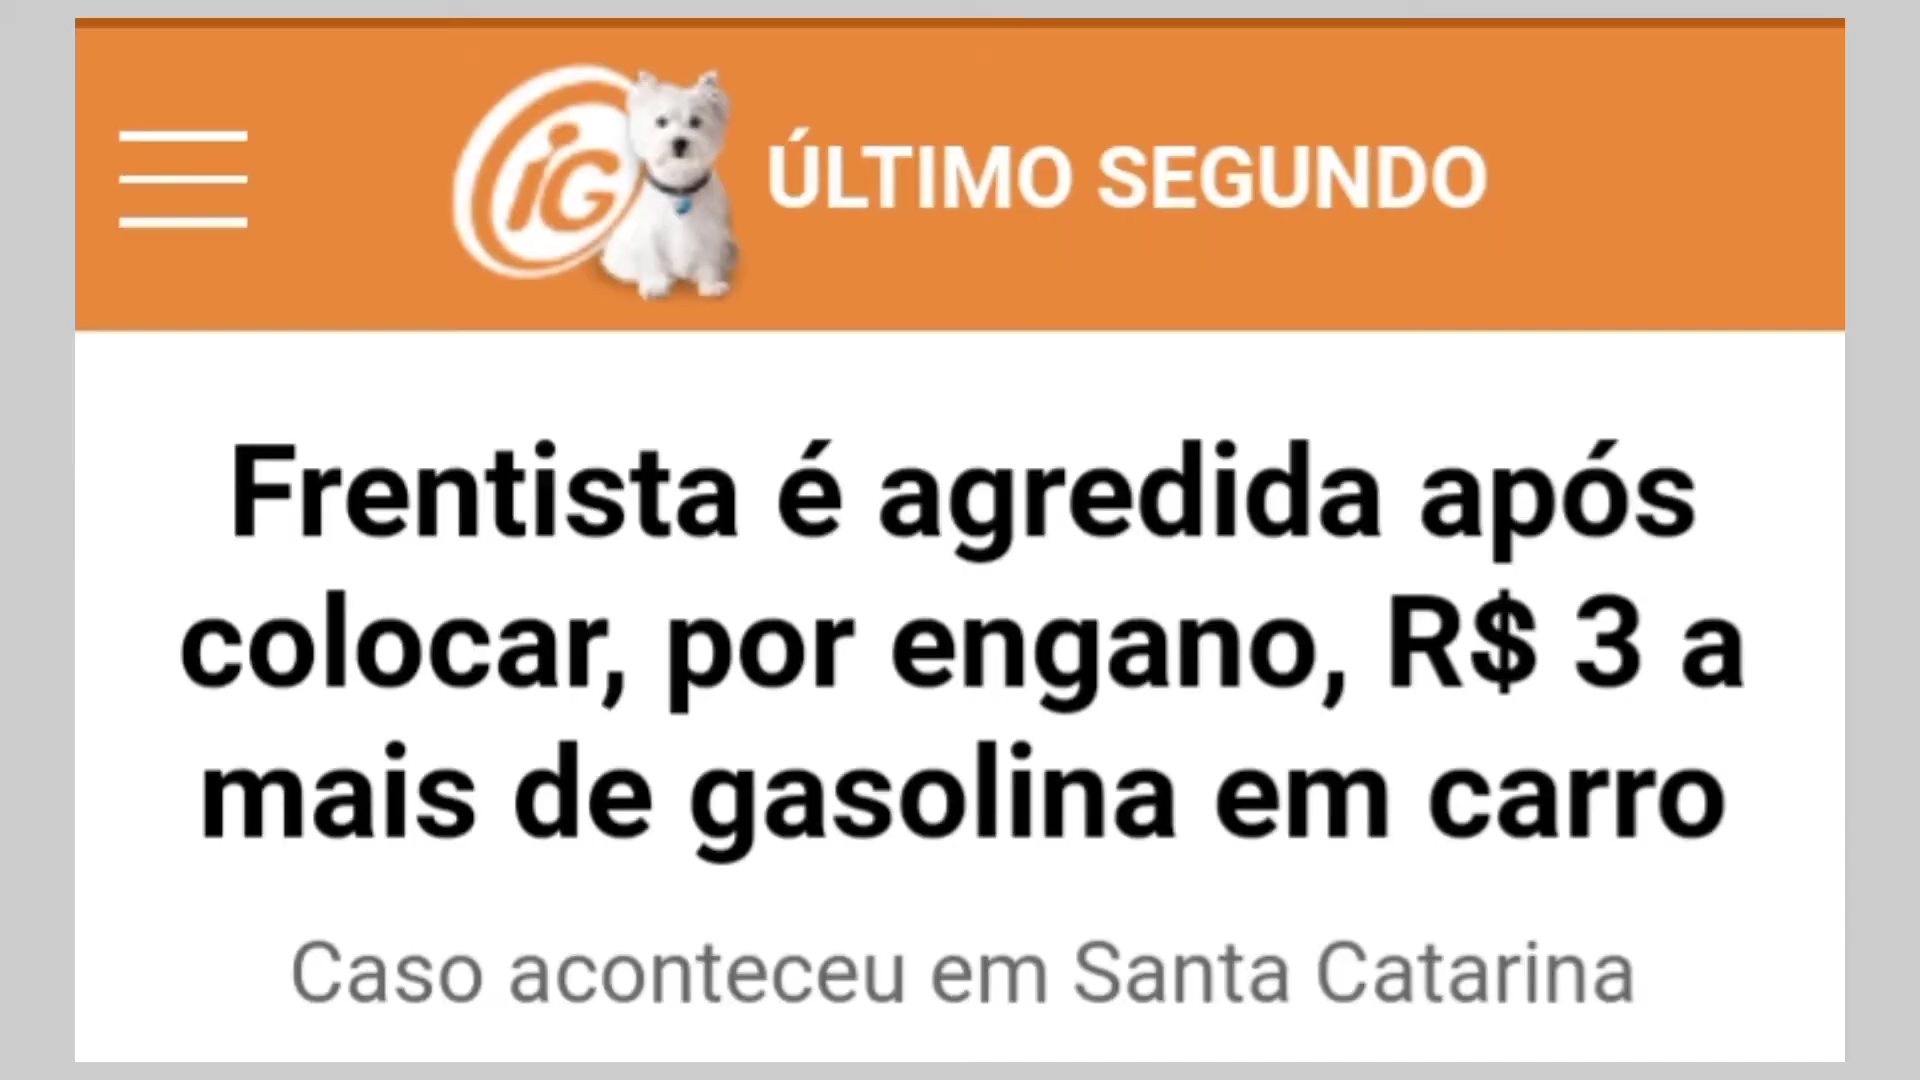 iG ÚLTIMO SEGUNDO
Frentista é agredida após
colocar, por engano, R$ 3 a
mais de gasolina em carro
Caso aconteceu em Santa Catarina